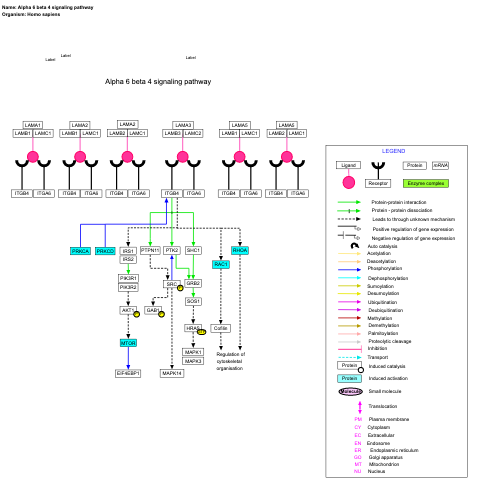 Name: Alpha 6 beta 4 signaling pathway
Organism: Homo sapiens
Label
Label
Label
Alpha 6 beta 4 signaling pathway
LAMA1 LAMA2 LAMA2 LAMA3 LAMA5 LAMA5
LAMB1 LAMC1 LAMB1 LAMC1 LAMB2 LAMC1 LAMB3 LAMC2 LAMB1 LAMC1 LAMB2 LAMC1
ITGB4 ITGA6 ITGB4 ITGA6 ITGB4 ITGA6 ITGB4 ITGA6 ITGB4 ITGA6 ITGB4 ITGA6
PRKCA PRKCD IRS1 PTPN11 PTK2 SHC1 RHOA
IRS2
RAC1
PIK3R1
PIK3R2
SRC GRB2
SOS1
AKT1 GAB1
HRAS Cofilin
MTOR
MAPK1
MAPK3
Regulation of
cytoskeletal
organisation
EIF4EBP1 MAPK14
LEGEND
Ligand Protein mRNA
Receptor Enzyme complex
Protein-protein interaction
Protein - protein dissociation
Leads to through unknown mechanism
Positive regulation of gene expression
Negative regulation of gene expression
Auto catalysis
Acetylation
Deacetylation
Phosphorylation
Dephosphorylation
Sumoylation
Desumoylation
Ubiquitination
Deubiquitination
Methylation
Demethylation
Palmitoylation
Proteolytic cleavage
Inhibition
Transport
Protein Induced catalysis
Protein Induced activation
Molecule Small molecule
Translocation
PM Plasma membrane
CY Cytoplasm
EC Extracellular
EN Endosome
ER Endoplasmic reticulum
GO Golgi apparatus
MT Mitochondrion
NU Nucleus